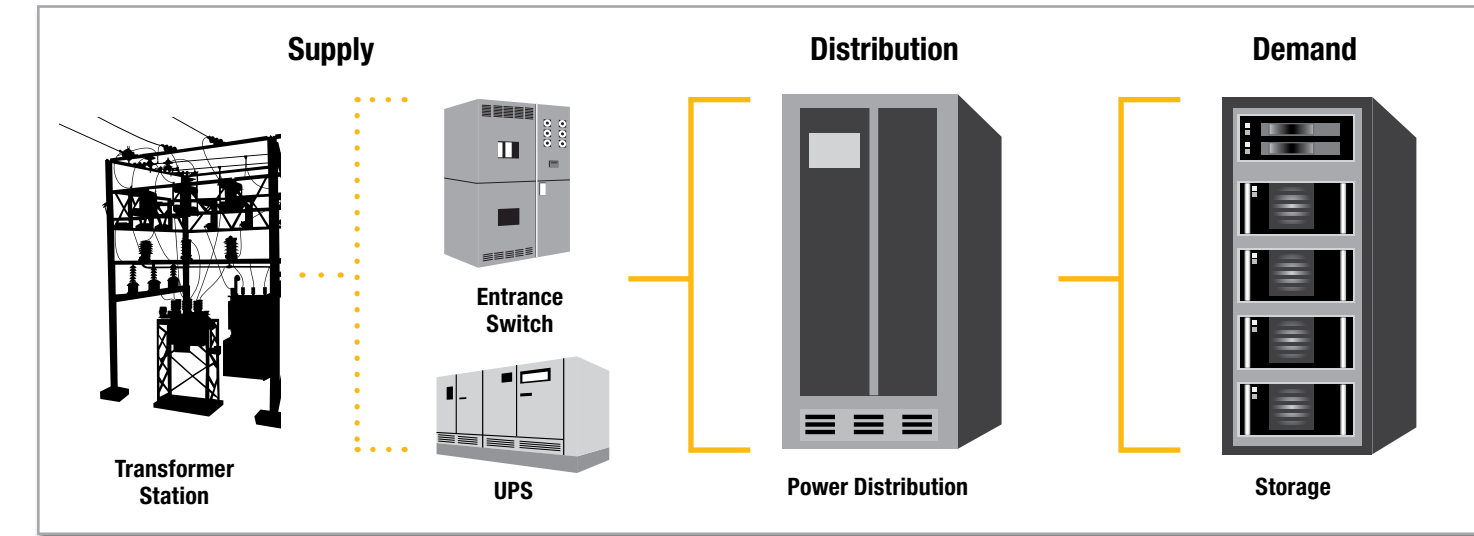 Supply
Distribution
Demand
Entrance
Switch
Transformer
Station
UPS
Power Distribution
Storage